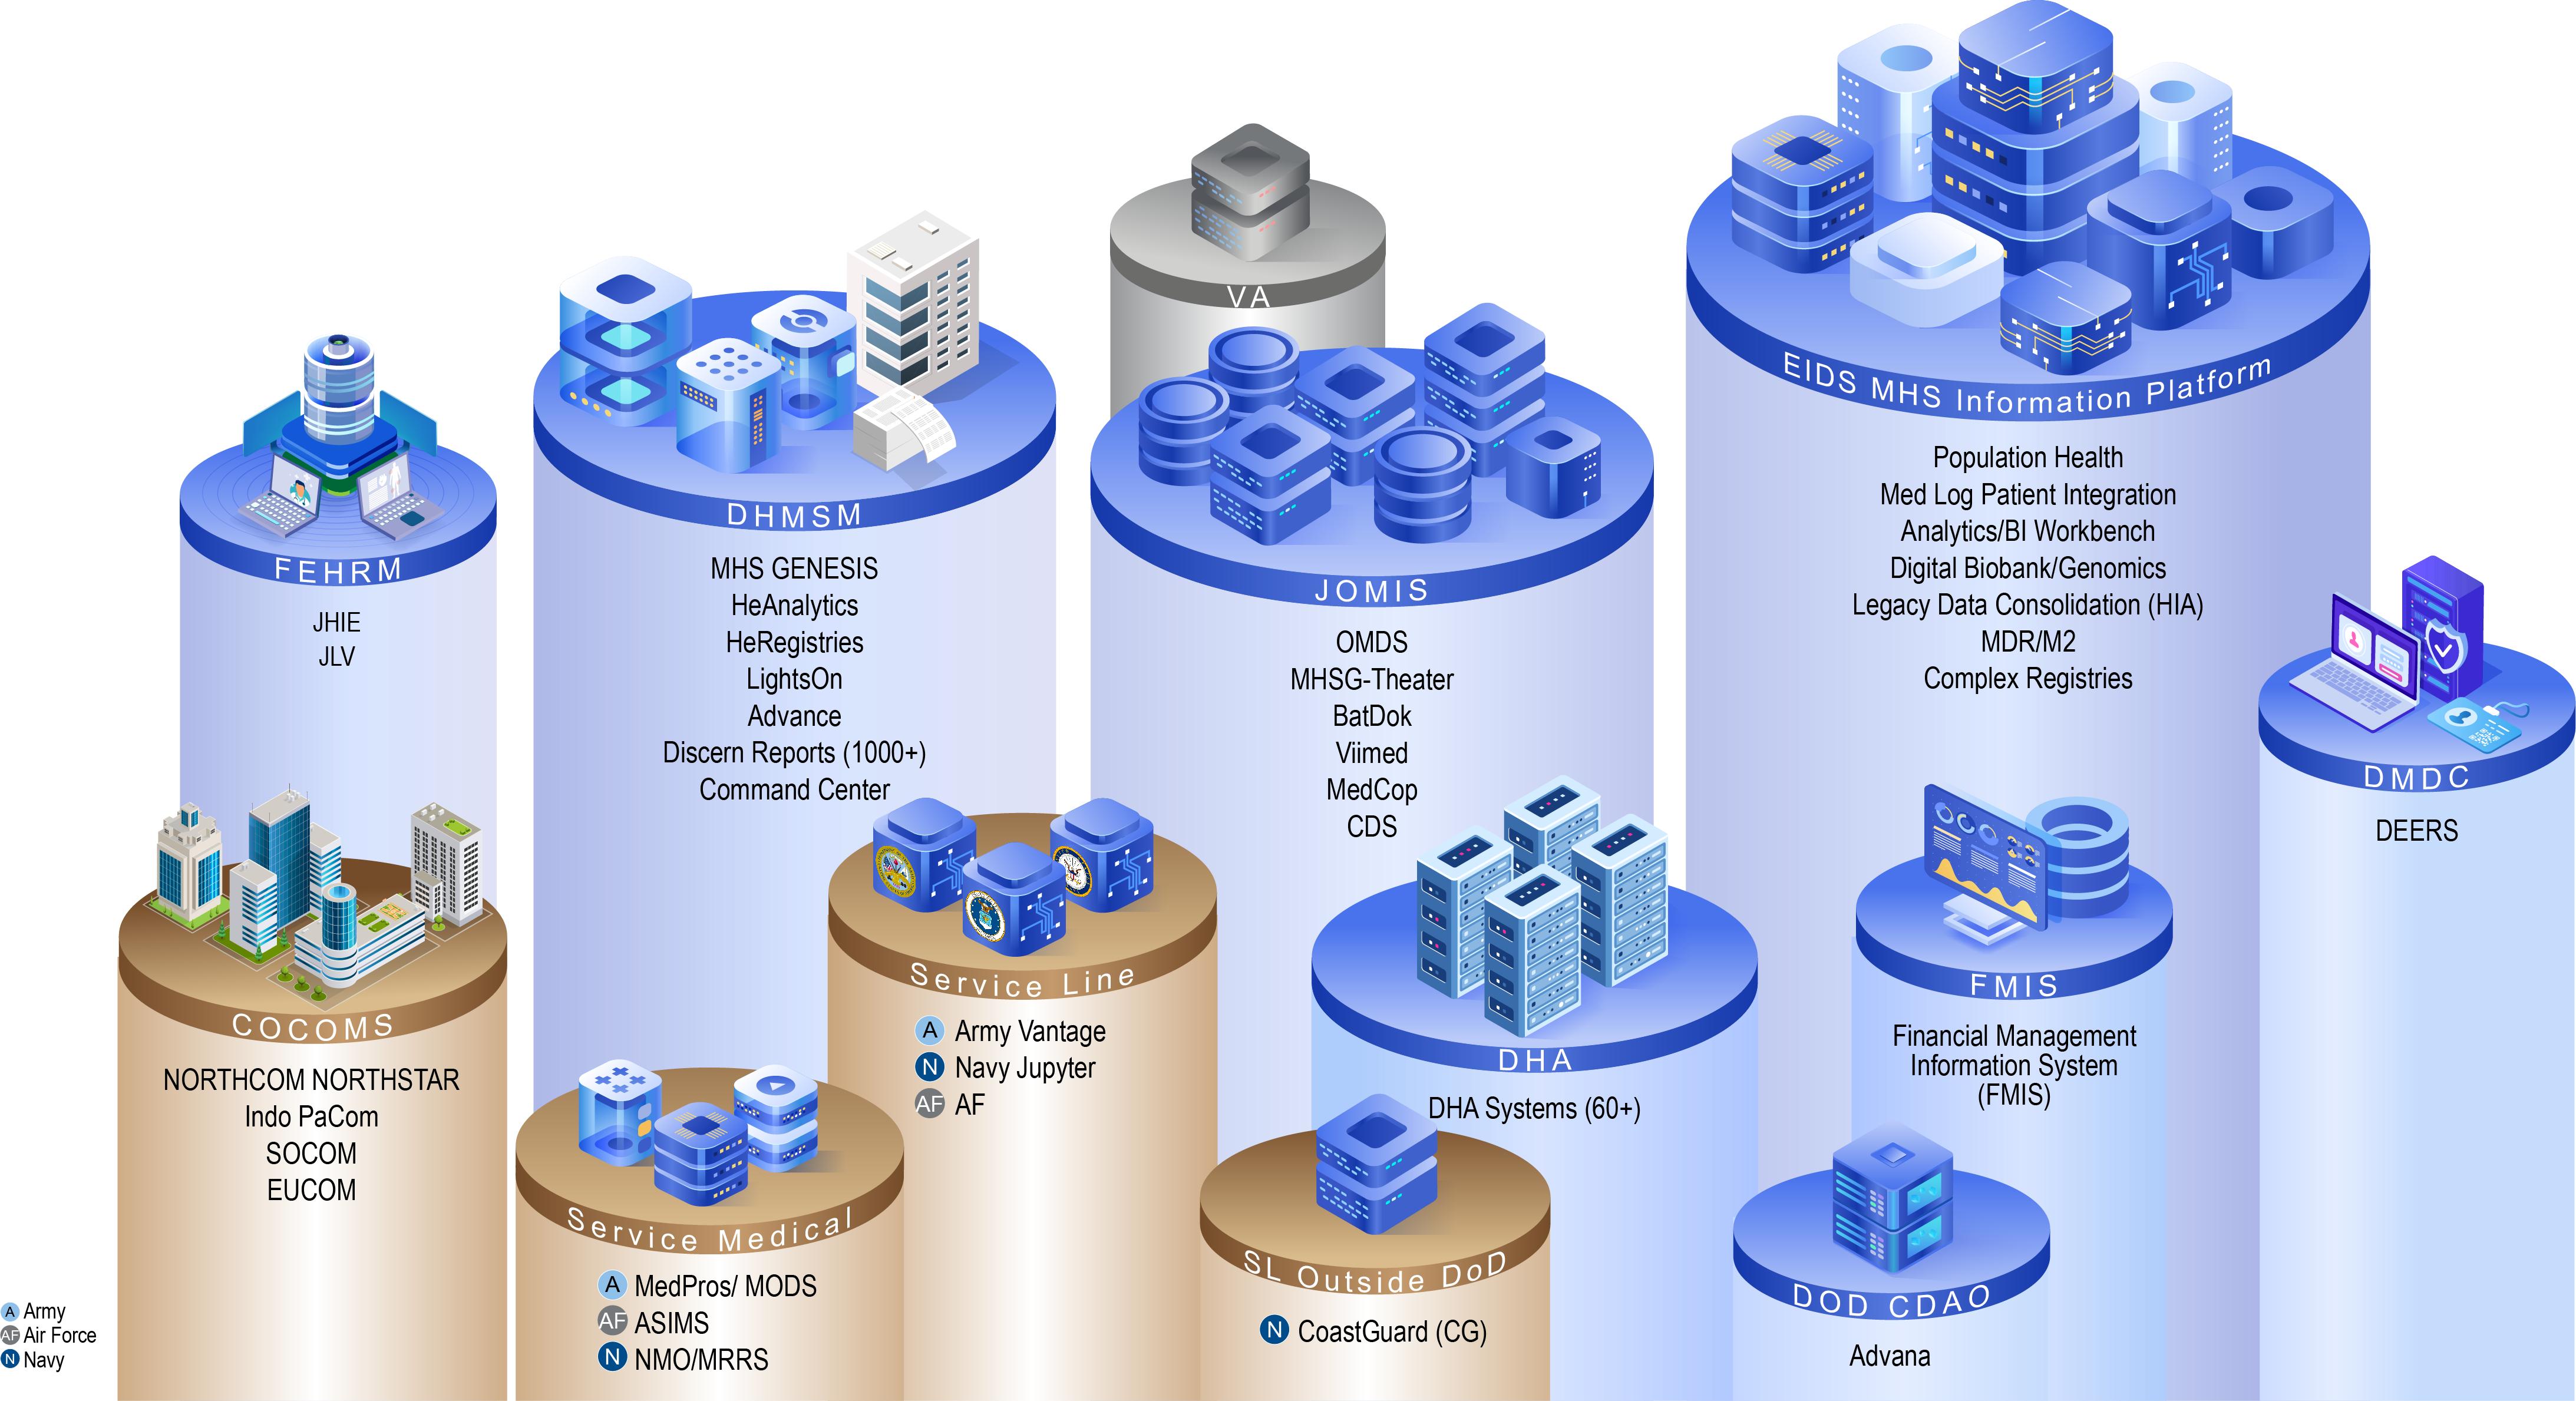 VA
EIDS MHS Information Platform
Population Health
Med Log Patient Integration
Analytics/BI Workbench
Digital Biobank/Genomics
Legacy Data Consolidation (HIA)
MDR/M2
Complex Registries
DHMSM
MHS GENESIS
HeAnalytics
HeRegistries
LightsOn
Advance
Discern Reports (1000+)
Command Center
FEHRM
JHIE
JLV
JOMIS
OMDS
MHSG-Theater
BatDok
Viimed
MedCop
CDS
DMDC
DEERS
COCOMS
NORTHCOM NORTHSTAR
Indo PaCom
SOCOM
EUCOM
Service Line
A Army Vantage
N Navy Jupyter
AF AF
DHA
DHA Systems (60+)
FMIS
Financial Management
Information System
(FMIS)
Service Medical
A MedPros/ MODS
AF ASIMS
N NMO/MRRS
SL Outside DoD
N CoastGuard (CG)
DOD CDAO
Advana
A Army
AF Air Force
N Navy